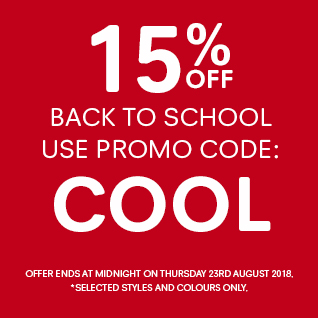 15% OFF
BACK TO SCHOOL
USE PROMO CODE:
COOL
OFFER ENDS AT MIDNIGHT ON THURSDAY 23RD AUGUST 2018.
*SELECTED STYLES AND COLOURS ONLY.